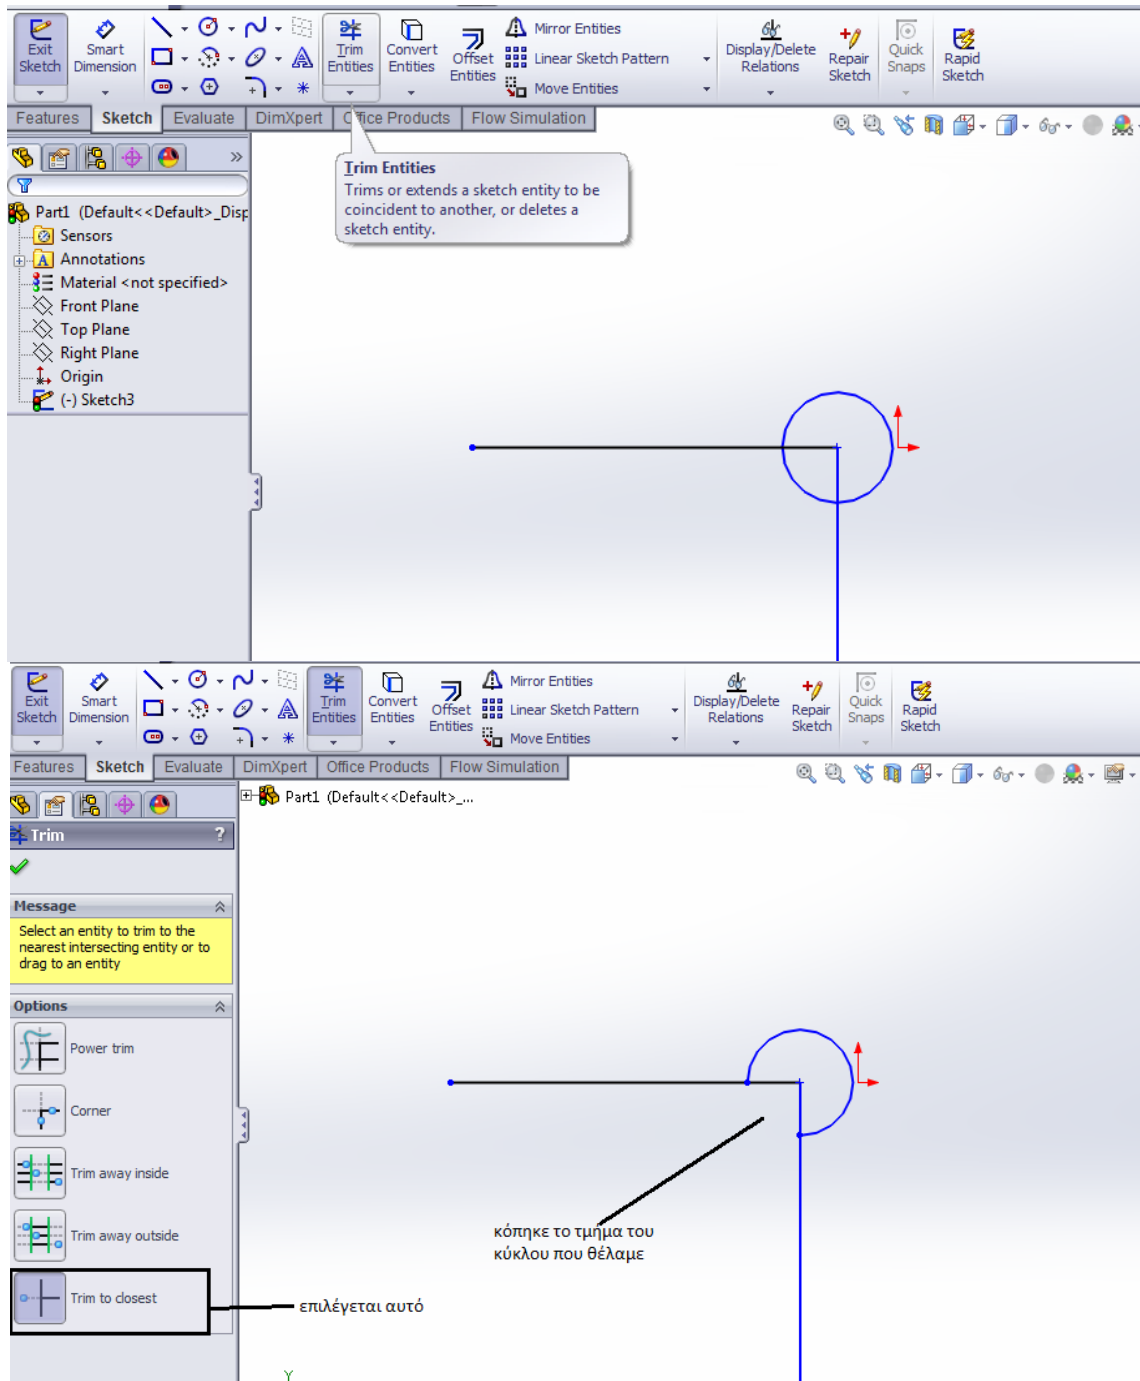 Exit Sketch
Smart Dimension
Trim Entities
Convert Entities
Offset Entities
Mirror Entities
Linear Sketch Pattern
Move Entities
Display/Delete Relations
Repair Sketch
Quick Snaps
Rapid Sketch
Features Sketch Evaluate DimXpert Office Products Flow Simulation
Trim Entities
Trims or extends a sketch entity to be
coincident to another, or deletes a
sketch entity.
Part1 (Default<<Default>_Disp
Sensors
Annotations
Material <not specified>
Front Plane
Top Plane
Right Plane
Origin
(-) Sketch3
Exit Sketch
Smart Dimension
Trim Entities
Convert Entities
Offset Entities
Mirror Entities
Linear Sketch Pattern
Move Entities
Display/Delete Relations
Repair Sketch
Quick Snaps
Rapid Sketch
Features Sketch Evaluate DimXpert Office Products Flow Simulation
Part1 (Default<<Default>_...
Trim ?
Message
Select an entity to trim to the
nearest intersecting entity or to
drag to an entity
Options
Power trim
Corner
Trim away inside
Trim away outside
Trim to closest
κόπηκε το τμήμα του
κύκλου που θέλαμε
επιλέγεται αυτό
Y